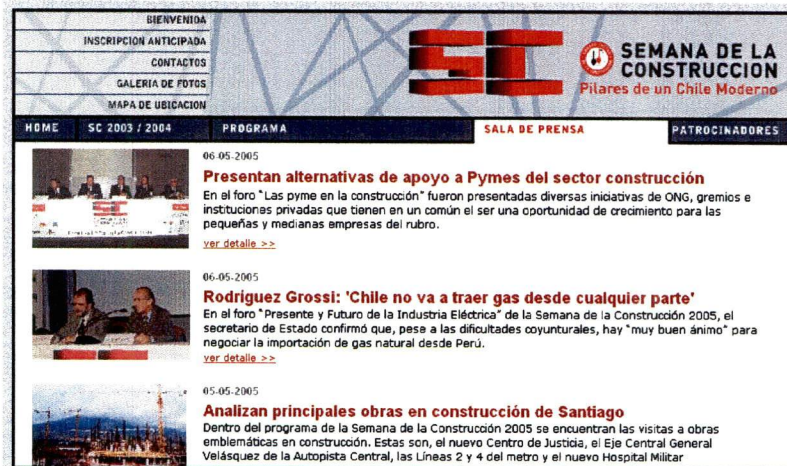 BIENVENIDA
INSCRIPCION ANTICIPADA
CONTACTOS
GALERIA DE FOTOS
MAPA DE UBICACION
SC
SEMANA DE LA
CONSTRUCCION
Pilares de un Chile Moderno
HOME SC 2003 / 2004 PROGRAMA SALA DE PRENSA PATROCINADORES
06-05-2005
Presentan alternativas de apoyo a Pymes del sector construcción
En el foro "Las pyme en la construcción" fueron presentadas diversas iniciativas de ONG, gremios e
instituciones privadas que tienen en un común el ser una oportunidad de crecimiento para las
pequeñas y medianas empresas del rubro.
ver detalle >>
06-05-2005
Rodríguez Grossi: 'Chile no va a traer gas desde cualquier parte'
En el foro "Presente y Futuro de la Industria Eléctrica" de la Semana de la Construcción 2005, el
secretario de Estado confirmó que, pese a las dificultades coyunturales, hay "muy buen ánimo" para
negociar la importación de gas natural desde Perú.
ver detalle >>
05-05-2005
Analizan principales obras en construcción de Santiago
Dentro del programa de la Semana de la Construcción 2005 se encuentran las visitas a obras
emblemáticas en construcción. Estas son, el nuevo Centro de Justicia, el Eje Central General
Velásquez de la Autopista Central, las Líneas 2 y 4 del metro y el nuevo Hospital Militar